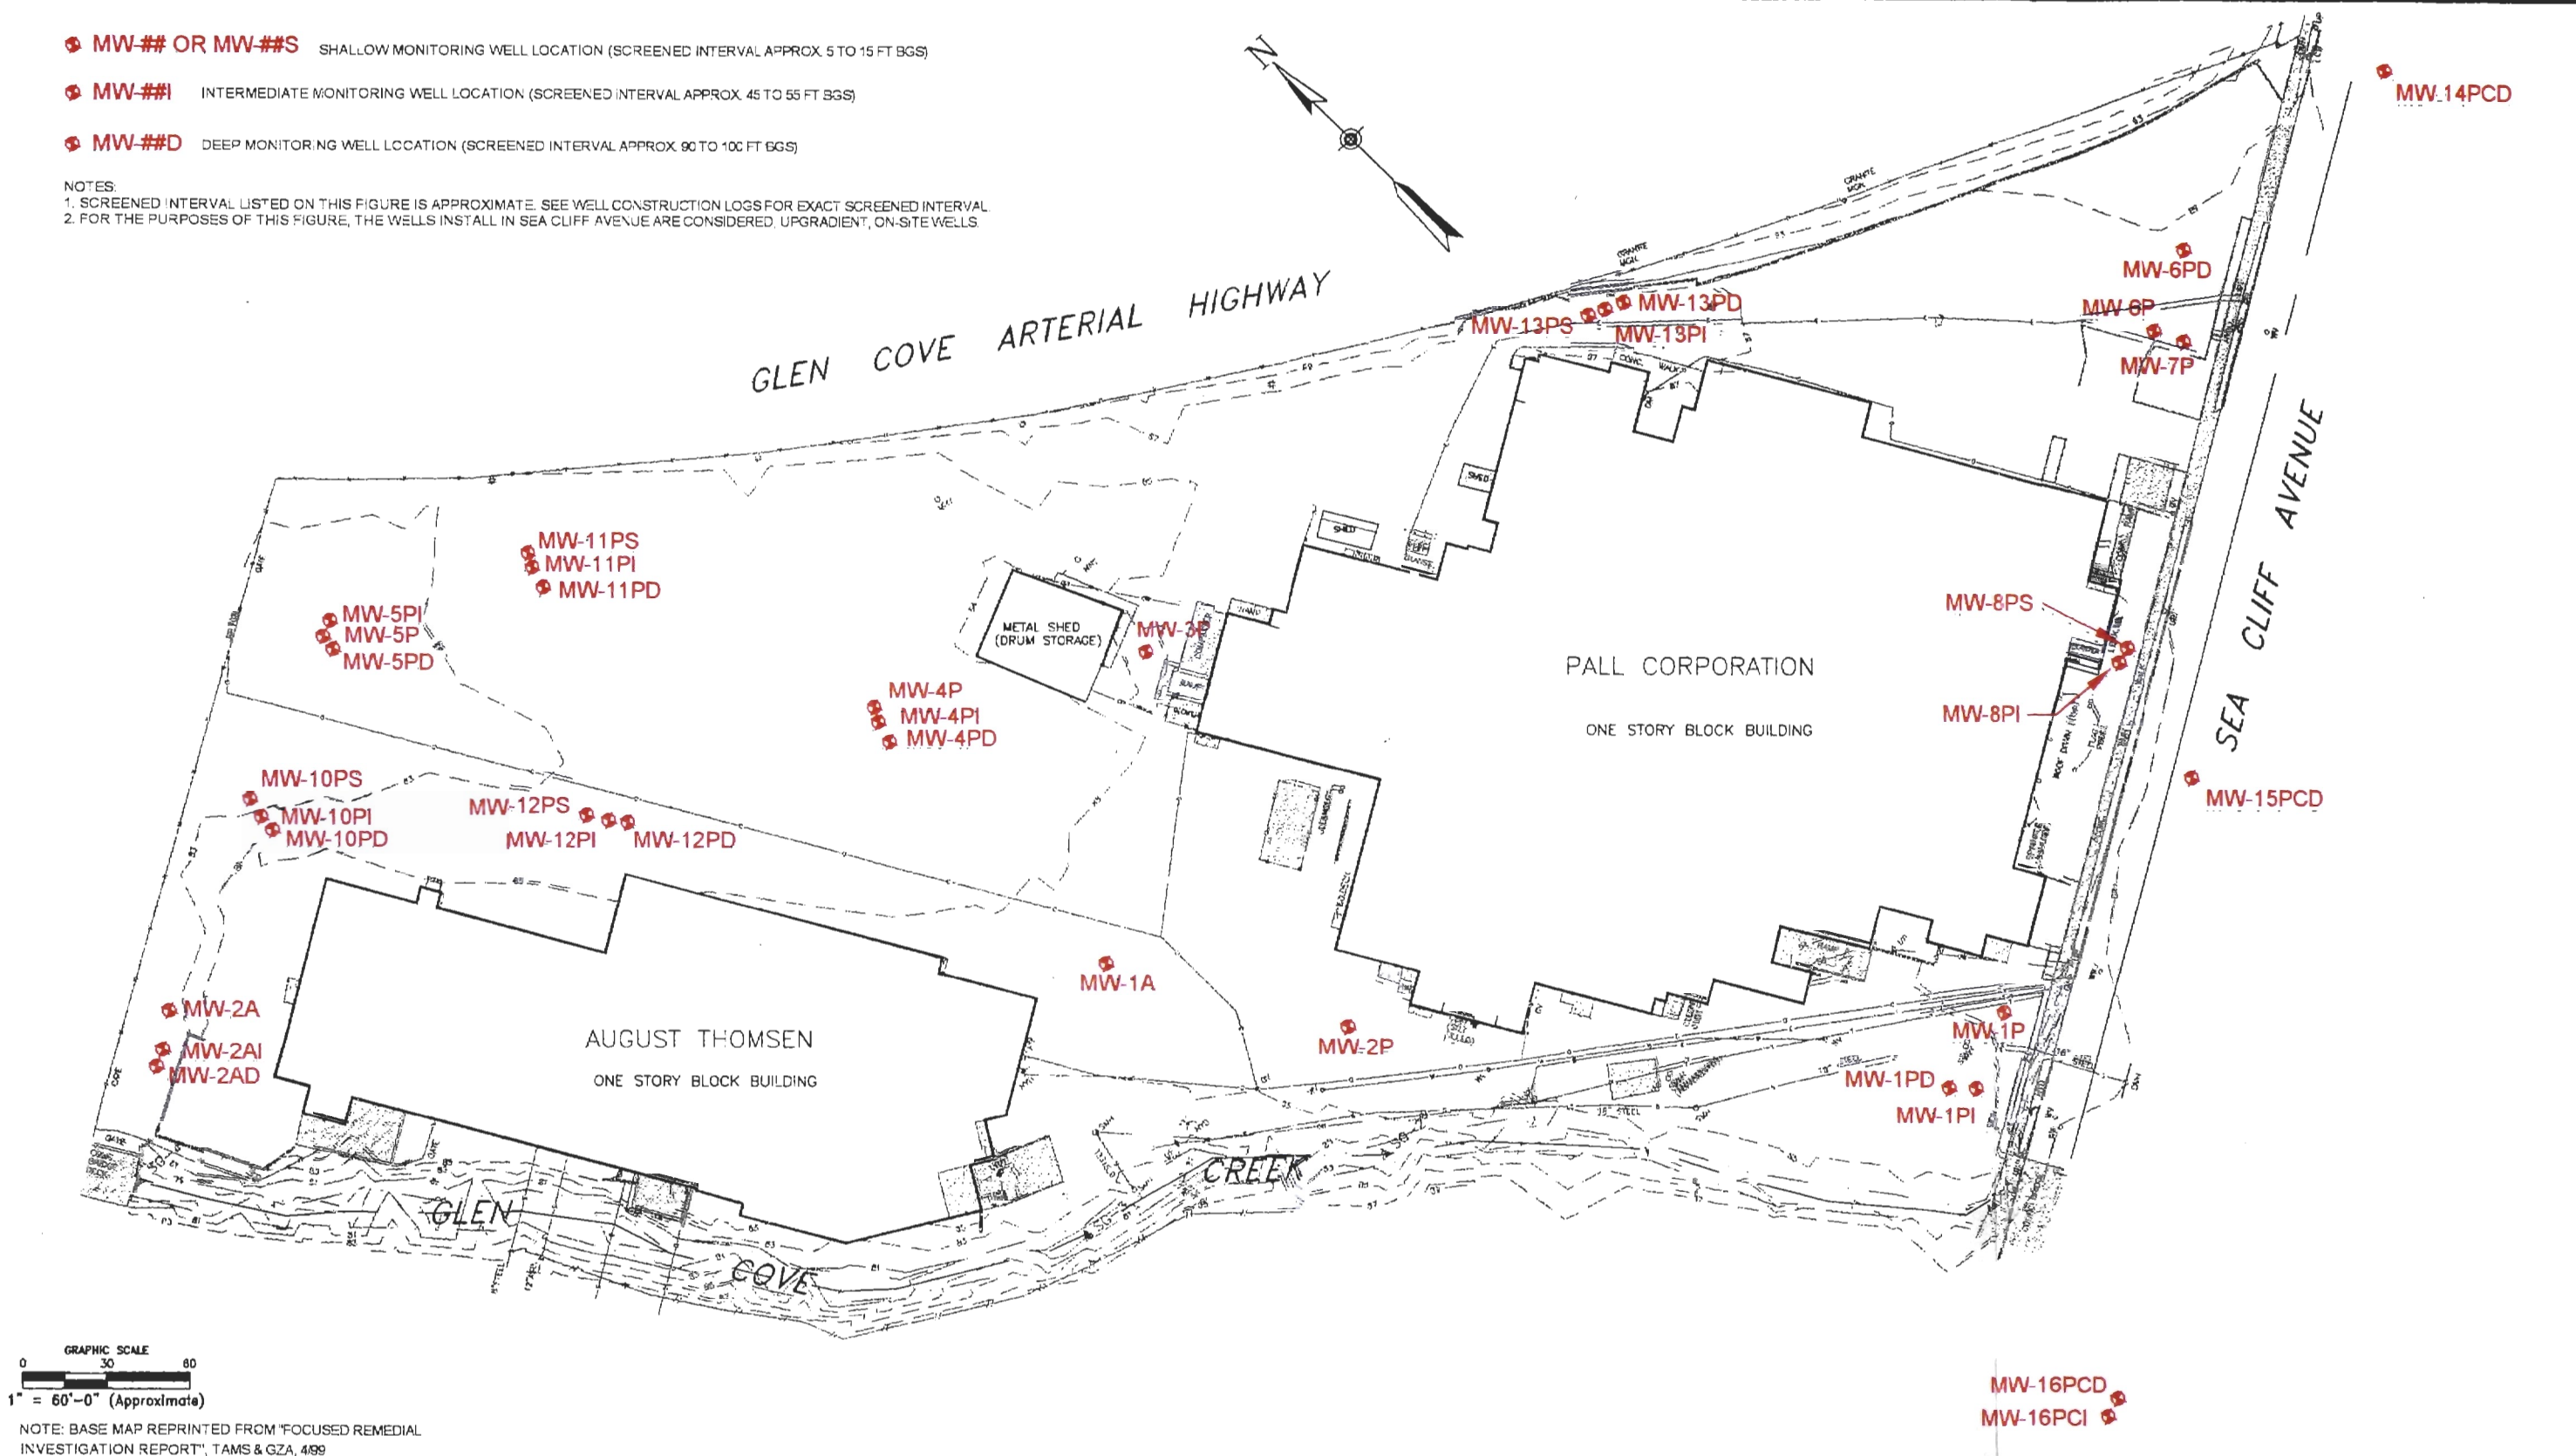 MW-## OR MW-##S SHALLOW MONITORING WELL LOCATION (SCREENED INTERVAL APPROX. 5 TO 15 FT BGS)
MW-##I INTERMEDIATE MONITORING WELL LOCATION (SCREENED INTERVAL APPROX. 45 TO 55 FT BGS)
MW-##D DEEP MONITORING WELL LOCATION (SCREENED INTERVAL APPROX. 90 TO 100 FT BGS)
NOTES:
1. SCREENED INTERVAL LISTED ON THIS FIGURE IS APPROXIMATE. SEE WELL CONSTRUCTION LOGS FOR EXACT SCREENED INTERVAL.
2. FOR THE PURPOSES OF THIS FIGURE, THE WELLS INSTALL IN SEA CLIFF AVENUE ARE CONSIDERED, UPGRADIENT, ON-SITE WELLS.
N
MW-14PCD
GLEN COVE ARTERIAL HIGHWAY
MW-6PD
MW-6P
MW-7P
MW-13PS
MW-13PD
MW-13PI
SEA CLIFF AVENUE
SHED
SHED
MW-11PS
MW-11PI
MW-11PD
MW-5PI
MW-5P
MW-5PD
METAL SHED
(DRUM STORAGE)
MW-3P
MW-4P
MW-4PI
MW-4PD
PALL CORPORATION
ONE STORY BLOCK BUILDING
MW-8PS
MW-8PI
MW-15PCD
MW-10PS
MW-10PI
MW-10PD
MW-12PS
MW-12PI
MW-12PD
MW-1A
MW-2P
MW-2A
MW-2AI
MW-2AD
AUGUST THOMSEN
ONE STORY BLOCK BUILDING
MW-1P
MW-1PD
MW-1PI
GLEN
COVE
CREEK
GRAPHIC SCALE
0 30 60
1" = 60'-0" (Approximate)
MW-16PCD
MW-16PCI
NOTE: BASE MAP REPRINTED FROM "FOCUSED REMEDIAL
INVESTIGATION REPORT", TAMS & GZA, 4/99